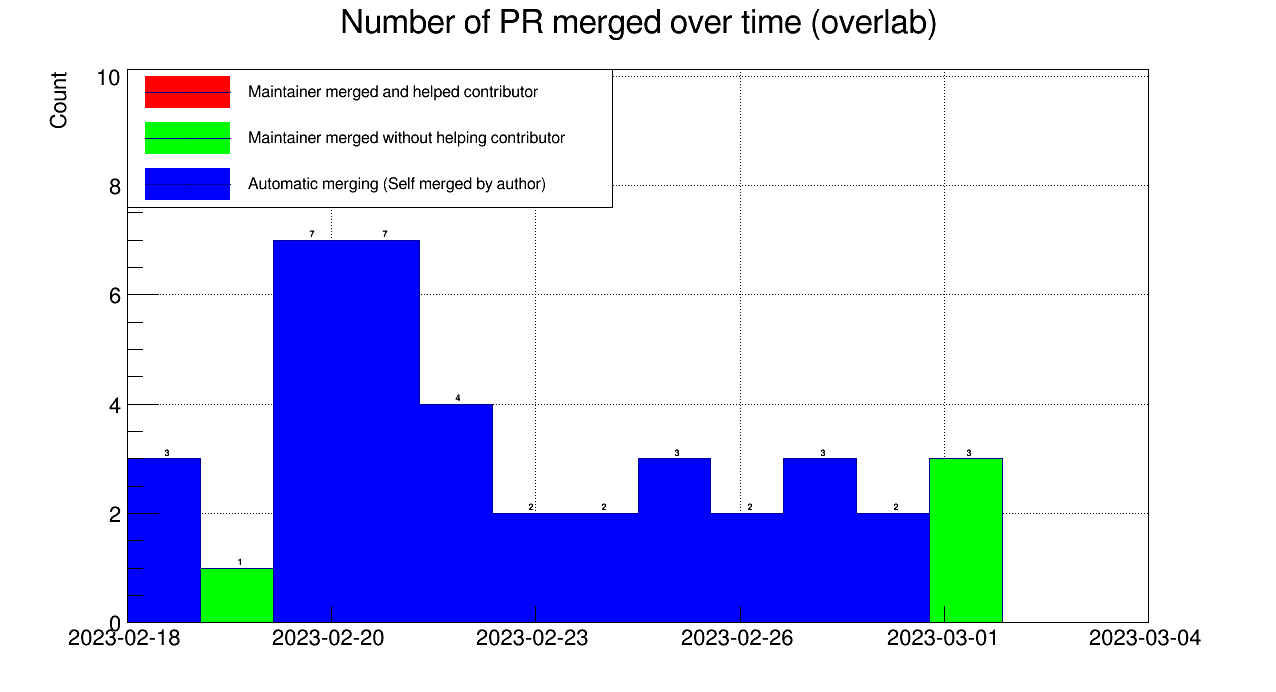 Number of PR merged over time (overlab)
Count
10
Maintainer merged and helped contributor
Maintainer merged without helping contributor
8
Automatic merging (Self merged by author)
7 7
6
4
4
3 3 3 3
2
2 2 2 2
1
0
2023-02-18 2023-02-20 2023-02-23 2023-02-26 2023-03-01 2023-03-04